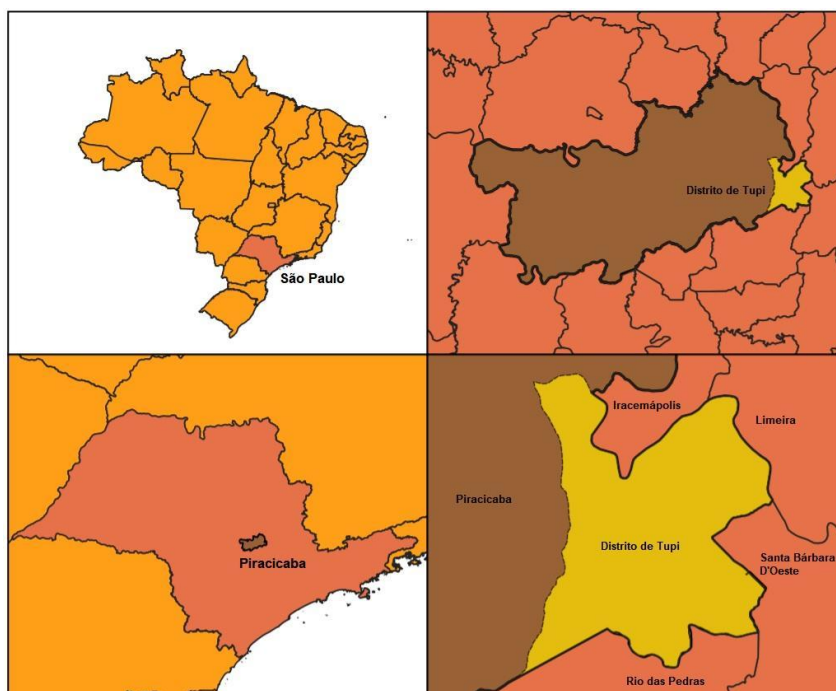 São Paulo
Distrito de Tupi
Piracicaba
Iracemápolis
Limeira
Piracicaba
Distrito de Tupi
Santa Bárbara
D'Oeste
Rio das Pedras